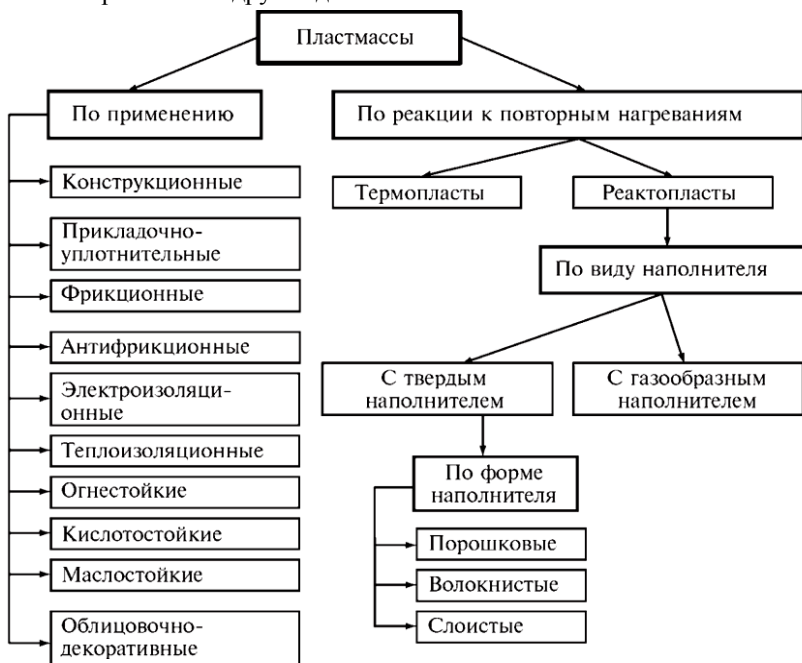 Пластмассы
По применению
По реакции к повторным нагреваниям
Конструкционные
Прикладочно-
уплотнительные
Фрикционные
Антифрикционные
Электроизоляци-
онные
Теплоизоляционные
Огнестойкие
Кислотостойкие
Маслостойкие
Облицовочно-
декоративные
Термопласты
Реактопласты
По виду наполнителя
С твердым
наполнителем
С газообразным
наполнителем
По форме
наполнителя
Порошковые
Волокнистые
Слоистые